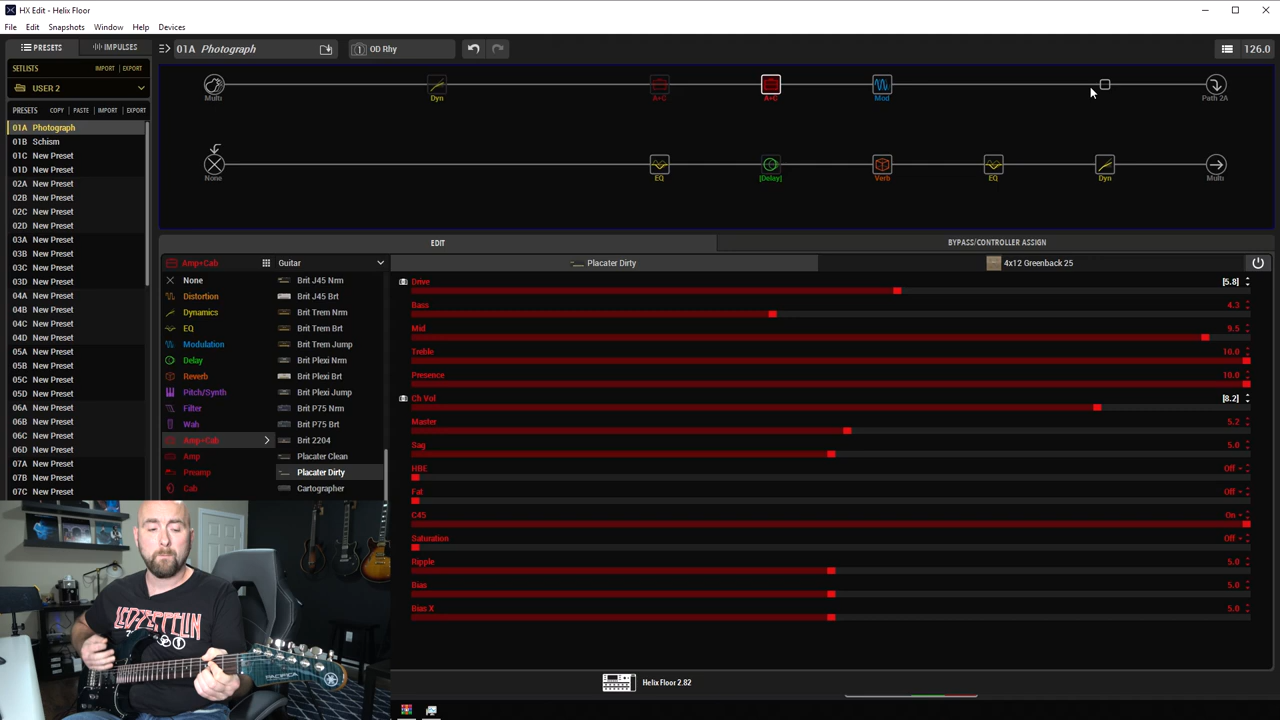 HX Edit - Helix Floor
File Edit Snapshots Window Help Devices
PRESETS IMPULSES
01A Photograph
1 OD Rhy
126.0
SETLISTS IMPORT EXPORT
USER 2
PRESETS COPY PASTE IMPORT EXPORT
01A Photograph
01B Schism
01C New Preset
01D New Preset
02A New Preset
02B New Preset
02C New Preset
02D New Preset
03A New Preset
03B New Preset
03C New Preset
03D New Preset
04A New Preset
04B New Preset
04C New Preset
04D New Preset
05A New Preset
05B New Preset
05C New Preset
05D New Preset
06A New Preset
06B New Preset
06C New Preset
06D New Preset
07A New Preset
07B New Preset
07C New Preset
Multi Dyn A+C A+C Mod Path 2A
None EQ [Delay] Verb EQ Dyn Multi
EDIT BYPASS/CONTROLLER ASSIGN
Amp+Cab Guitar
None
Distortion
Dynamics
EQ
Modulation
Delay
Reverb
Pitch/Synth
Filter
Wah
Amp+Cab
Amp
Preamp
Cab
Brit J45 Nrm
Brit J45 Brt
Brit Trem Nrm
Brit Trem Brt
Brit Trem Jump
Brit Plexi Nrm
Brit Plexi Brt
Brit Plexi Jump
Brit P75 Nrm
Brit P75 Brt
Brit 2204
Placater Clean
Placater Dirty
Cartographer
Placater Dirty 4x12 Greenback 25
Drive [5.8]
Bass 4.3
Mid 9.5
Treble 10.0
Presence 10.0
Ch Vol [8.2]
Master 5.2
Sag 5.0
HBE Off
Fat Off
C45 On
Saturation Off
Ripple 5.0
Bias 5.0
Bias X 5.0
LED-ZEPPELIN
PACIFICA
Helix Floor 2.82